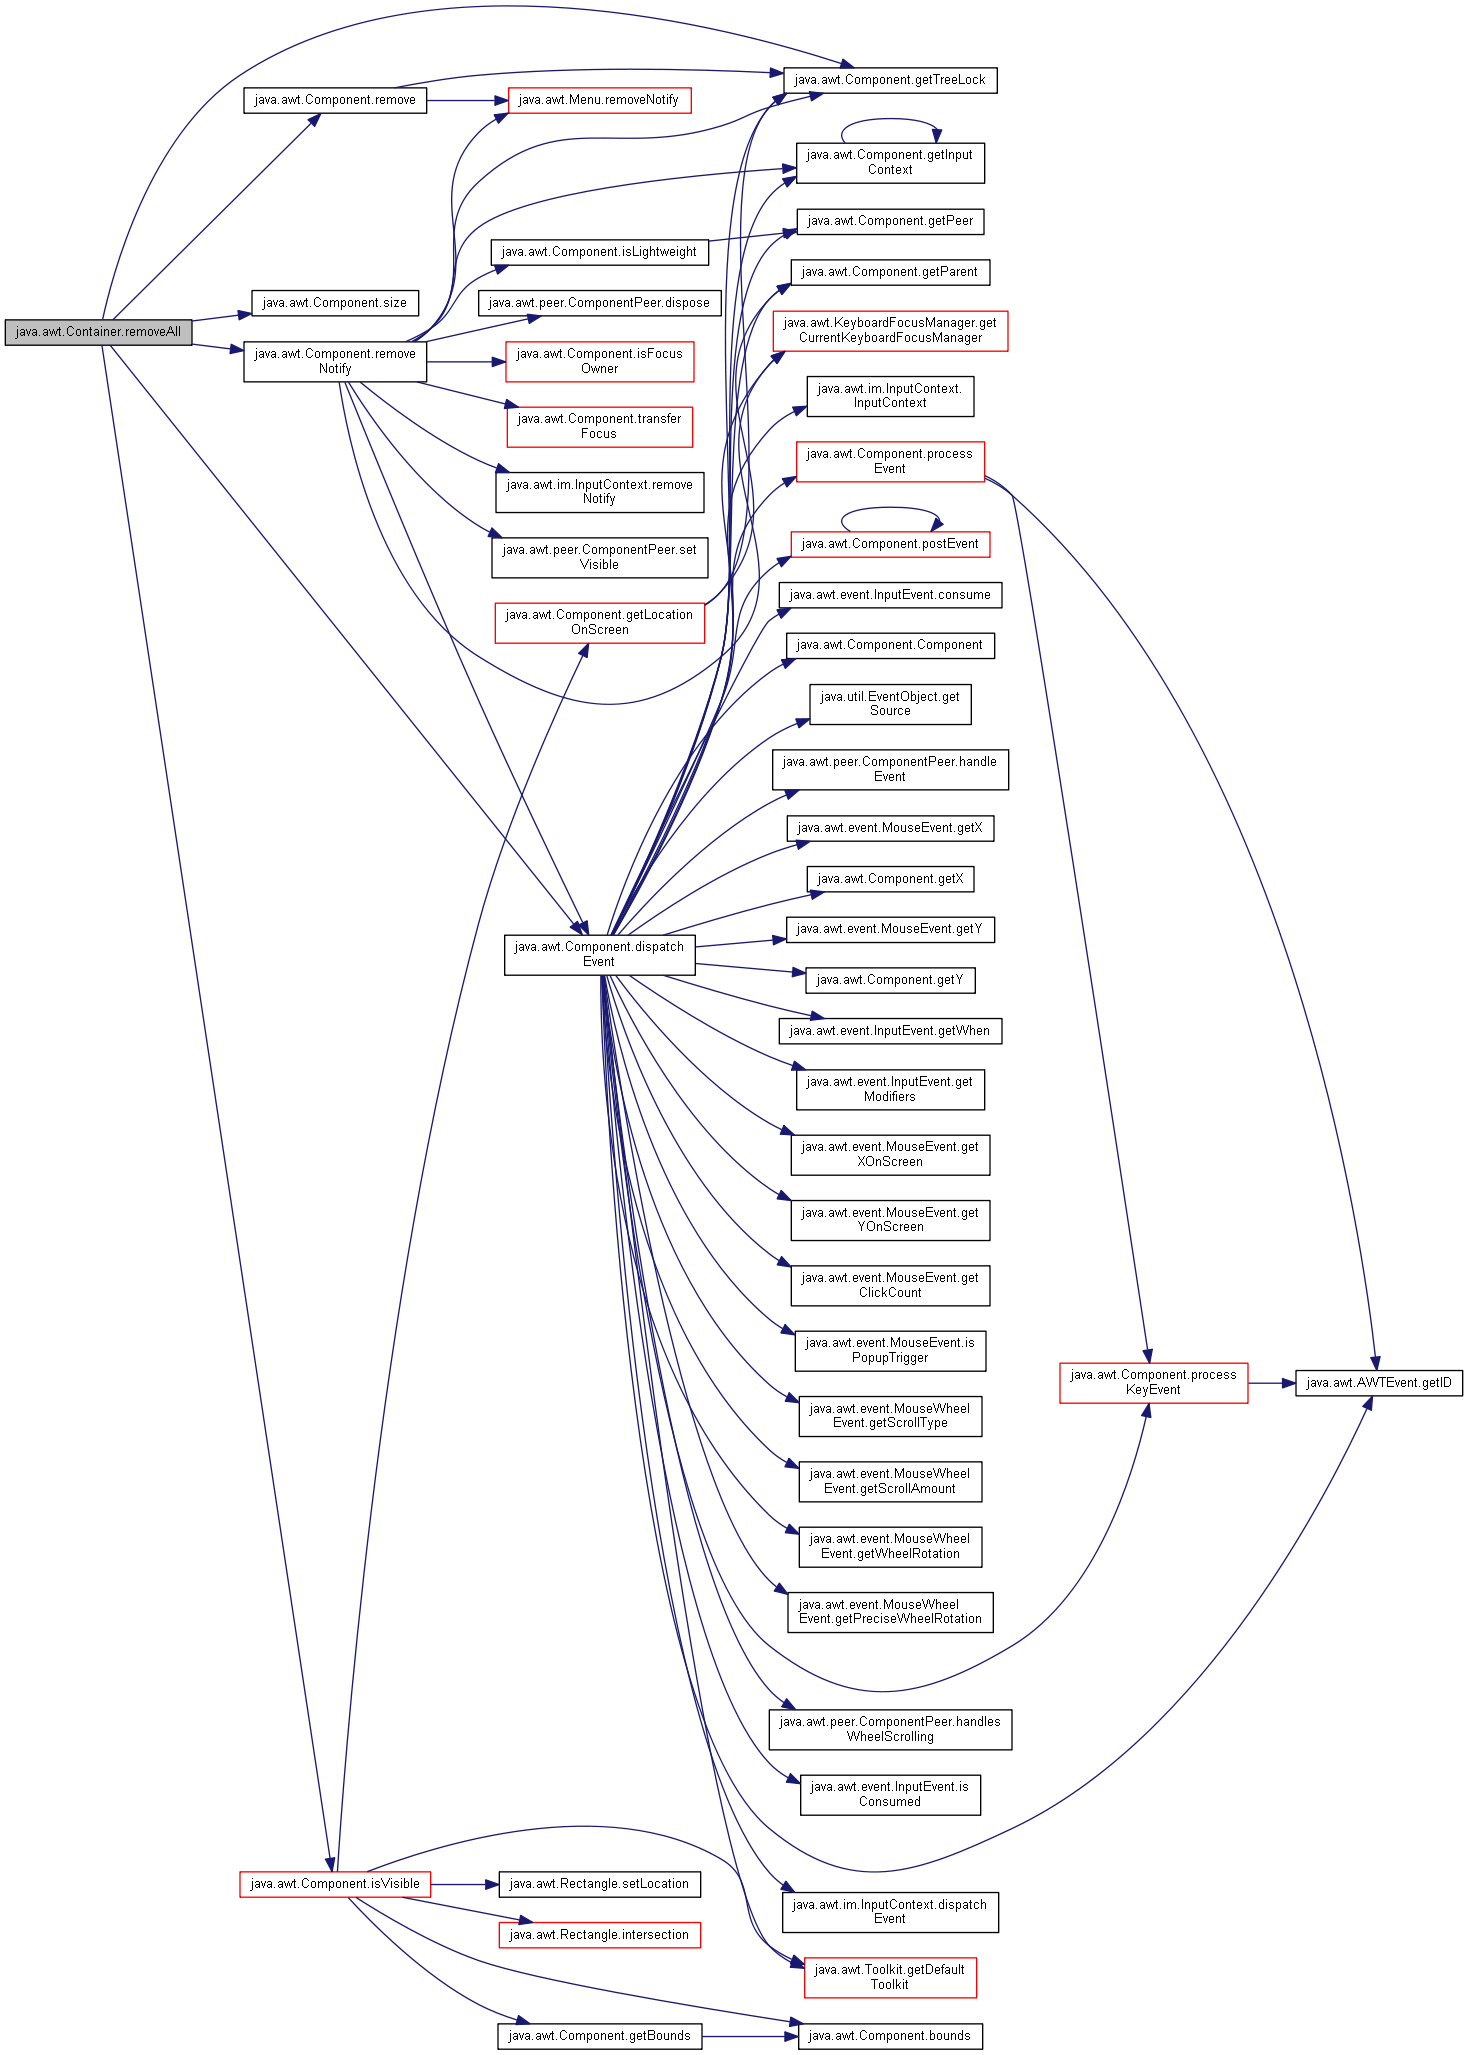 java.awt.Container.removeAll
java.awt.Component.remove
java.awt.Component.size
java.awt.Component.remove
Notify
java.awt.Component.isVisible
java.awt.Menu.removeNotify
java.awt.Component.isLightweight
java.awt.peer.ComponentPeer.dispose
java.awt.Component.isFocus
Owner
java.awt.Component.transfer
Focus
java.awt.im.InputContext.remove
Notify
java.awt.peer.ComponentPeer.set
Visible
java.awt.Component.getLocation
OnScreen
java.awt.Component.dispatch
Event
java.awt.Rectangle.setLocation
java.awt.Rectangle.intersection
java.awt.Component.getBounds
java.awt.Component.getTreeLock
java.awt.Component.getInput
Context
java.awt.Component.getPeer
java.awt.Component.getParent
java.awt.KeyboardFocusManager.get
CurrentKeyboardFocusManager
java.awt.im.InputContext.
InputContext
java.awt.Component.process
Event
java.awt.Component.postEvent
java.awt.event.InputEvent.consume
java.awt.Component.Component
java.util.EventObject.get
Source
java.awt.peer.ComponentPeer.handle
Event
java.awt.event.MouseEvent.getX
java.awt.Component.getX
java.awt.event.MouseEvent.getY
java.awt.Component.getY
java.awt.event.InputEvent.getWhen
java.awt.event.InputEvent.get
Modifiers
java.awt.event.MouseEvent.get
XOnScreen
java.awt.event.MouseEvent.get
YOnScreen
java.awt.event.MouseEvent.get
ClickCount
java.awt.event.MouseEvent.is
PopupTrigger
java.awt.event.MouseWheel
Event.getScrollType
java.awt.event.MouseWheel
Event.getScrollAmount
java.awt.event.MouseWheel
Event.getWheelRotation
java.awt.event.MouseWheel
Event.getPreciseWheelRotation
java.awt.peer.ComponentPeer.handles
WheelScrolling
java.awt.event.InputEvent.is
Consumed
java.awt.im.InputContext.dispatch
Event
java.awt.Toolkit.getDefault
Toolkit
java.awt.Component.bounds
java.awt.Component.process
KeyEvent
java.awt.AWTEvent.getID